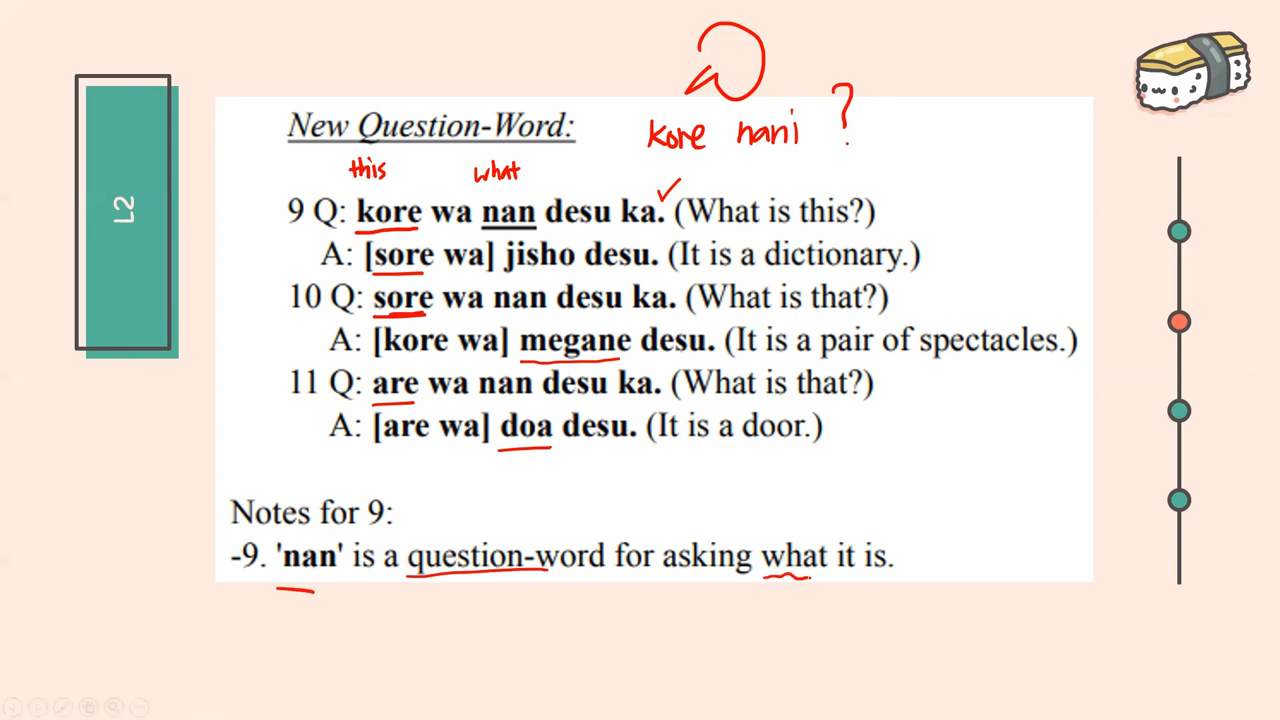 L2
New Question-Word:
kore nani ?
this what
9 Q: kore wa nan desu ka. (What is this?)
A: [sore wa] jisho desu. (It is a dictionary.)
10 Q: sore wa nan desu ka. (What is that?)
A: [kore wa] megane desu. (It is a pair of spectacles.)
11 Q: are wa nan desu ka. (What is that?)
A: [are wa] doa desu. (It is a door.)
Notes for 9:
-9. 'nan' is a question-word for asking what it is.